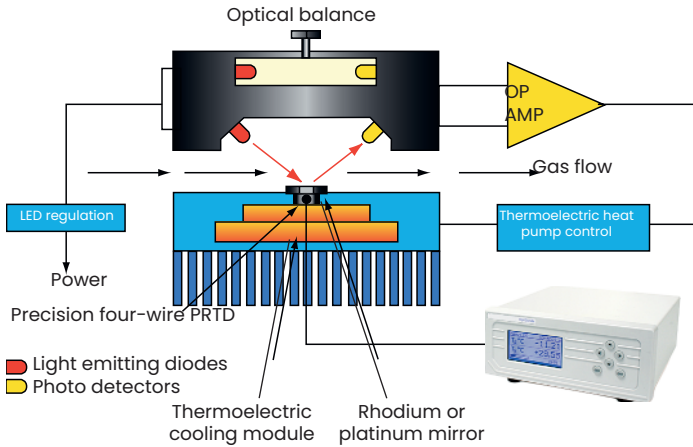 Optical balance
OP
AMP
Gas flow
LED regulation
Thermoelectric heat
pump control
Power
Precision four-wire PRTD
Light emitting diodes
Photo detectors
Thermoelectric
cooling module
Rhodium or
platinum mirror